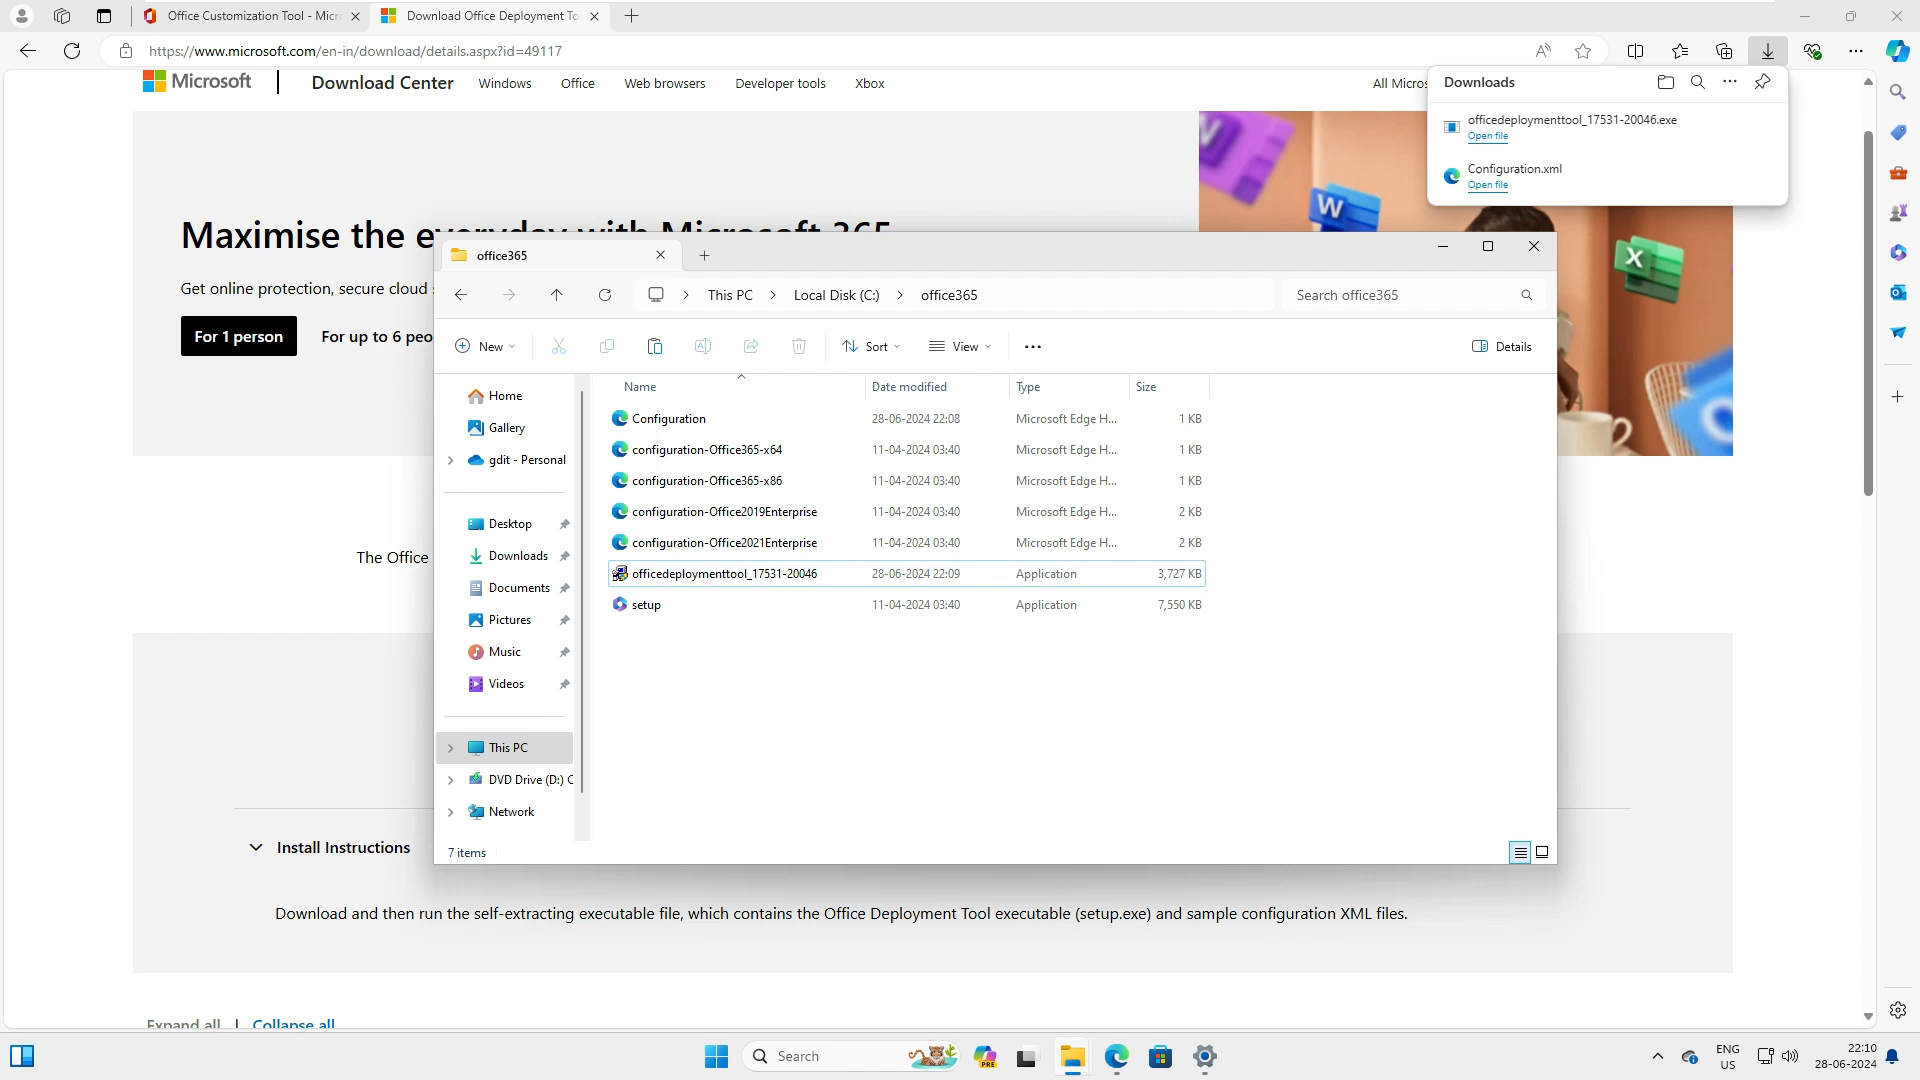 Office Customization Tool - Micr
Download Office Deployment To
https://www.microsoft.com/en-in/download/details.aspx?id=49117
Microsoft
Download Center
Windows
Office
Web browsers
Developer tools
Xbox
All Micros
Downloads
officedeploymenttool_17531-20046.exe
Open file
Configuration.xml
Open file
Maximise the everyday with Microsoft 365
Get online protection, secure cloud s
For 1 person
For up to 6 peo
office365
This PC
Local Disk (C:)
office365
Search office365
New
Sort
View
Details
Name
Date modified
Type
Size
Home
Gallery
gdit - Personal
Desktop
Downloads
Documents
Pictures
Music
Videos
This PC
DVD Drive (D:) C
Network
Configuration 28-06-2024 22:08 Microsoft Edge H... 1 KB
configuration-Office365-x64 11-04-2024 03:40 Microsoft Edge H... 1 KB
configuration-Office365-x86 11-04-2024 03:40 Microsoft Edge H... 1 KB
configuration-Office2019Enterprise 11-04-2024 03:40 Microsoft Edge H... 2 KB
configuration-Office2021Enterprise 11-04-2024 03:40 Microsoft Edge H... 2 KB
officedeploymenttool_17531-20046 28-06-2024 22:09 Application 3,727 KB
setup 11-04-2024 03:40 Application 7,550 KB
7 items
The Office
Install Instructions
Download and then run the self-extracting executable file, which contains the Office Deployment Tool executable (setup.exe) and sample configuration XML files.
Expand all | Collapse all
Search
PRE
ENG
US
22:10
28-06-2024